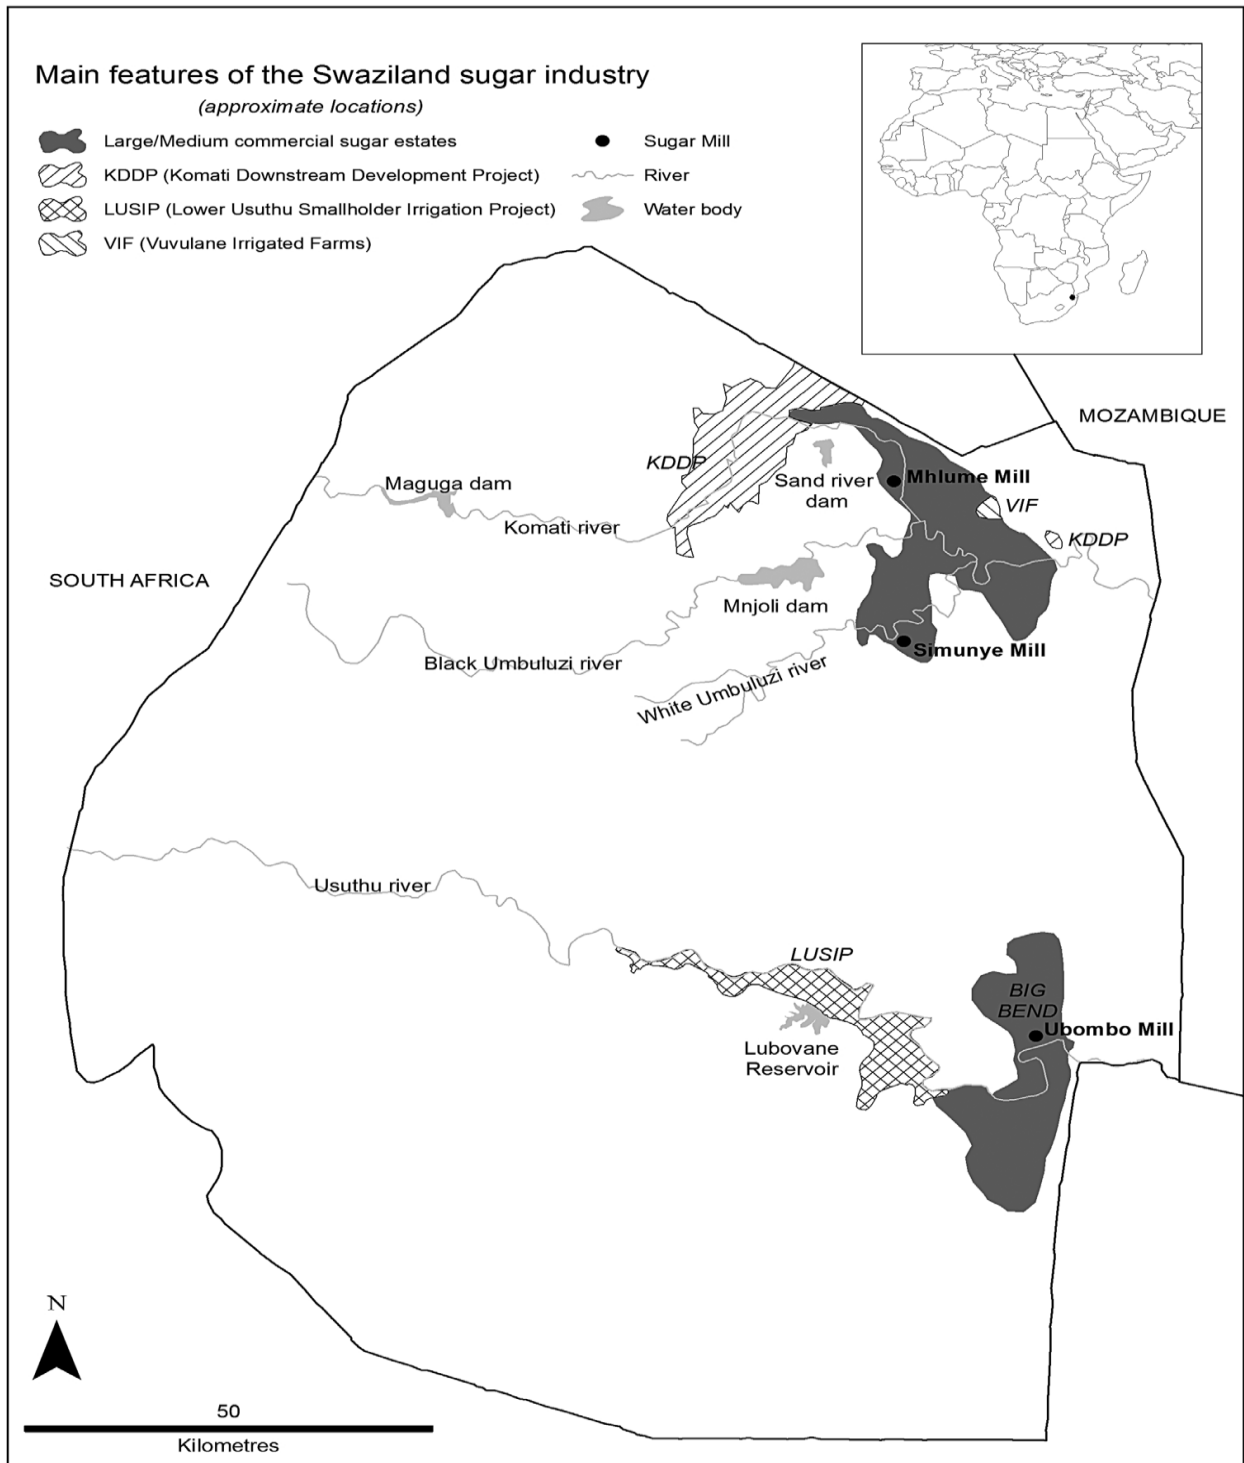 Main features of the Swaziland sugar industry
(approximate locations)
Large/Medium commercial sugar estates
KDDP (Komati Downstream Development Project)
LUSIP (Lower Usuthu Smallholder Irrigation Project)
VIF (Vuvulane Irrigated Farms)
Sugar Mill
River
Water body
MOZAMBIQUE
KDDP
Maguga dam
Sand river
dam
Mhlume Mill
VIF
Komati river
KDDP
SOUTH AFRICA
Mnjoli dam
Black Umbuluzi river
Simunye Mill
White Umbuluzi river
Usuthu river
LUSIP
BIG
BEND
Ubombo Mill
Lubovane
Reservoir
N
50
Kilometres